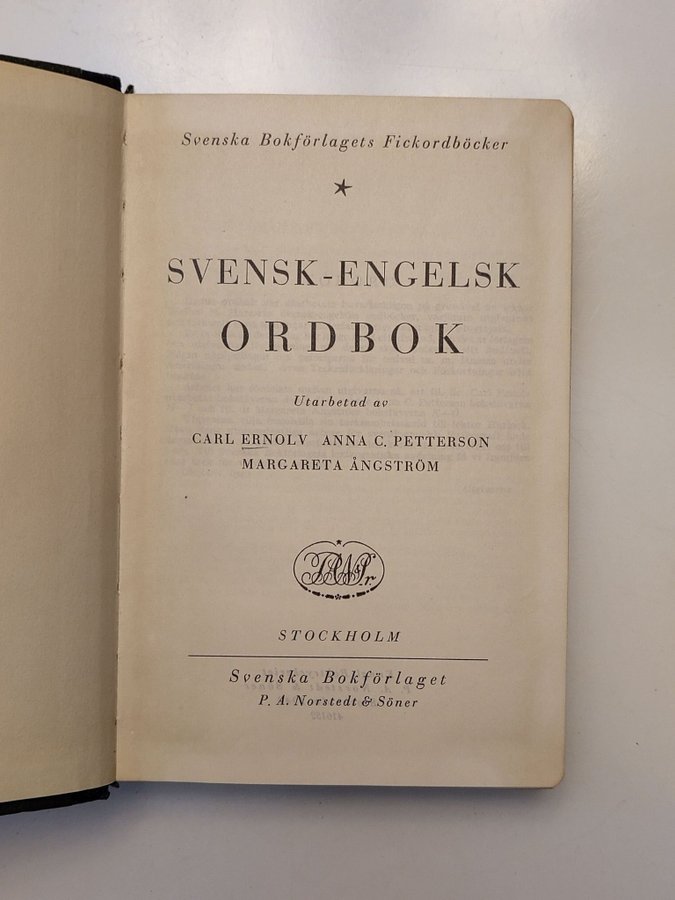 Svenska Bokförlagets Fickordböcker
SVENSK-ENGELSK
ORDBOK
Utarbetad av
CARL ERNOLV ANNA C. PETTERSON
MARGARETA ÅNGSTRÖM
STOCKHOLM
Svenska Bokförlaget
P. A. Norstedt & Söner